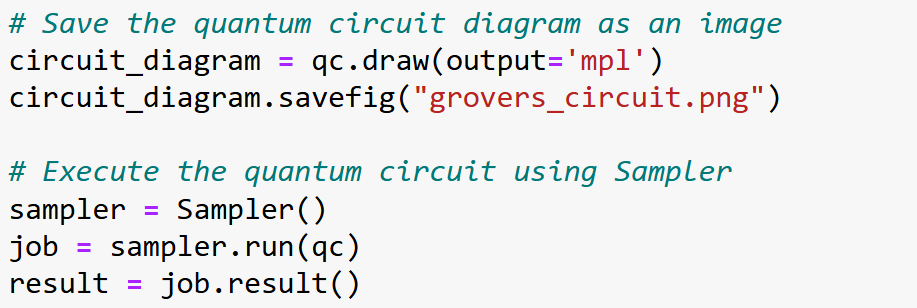 # Save the quantum circuit diagram as an image
circuit_diagram = qc.draw(output='mpl')
circuit_diagram.savefig("grovers_circuit.png")
# Execute the quantum circuit using Sampler
sampler = Sampler()
job = sampler.run(qc)
result = job.result()